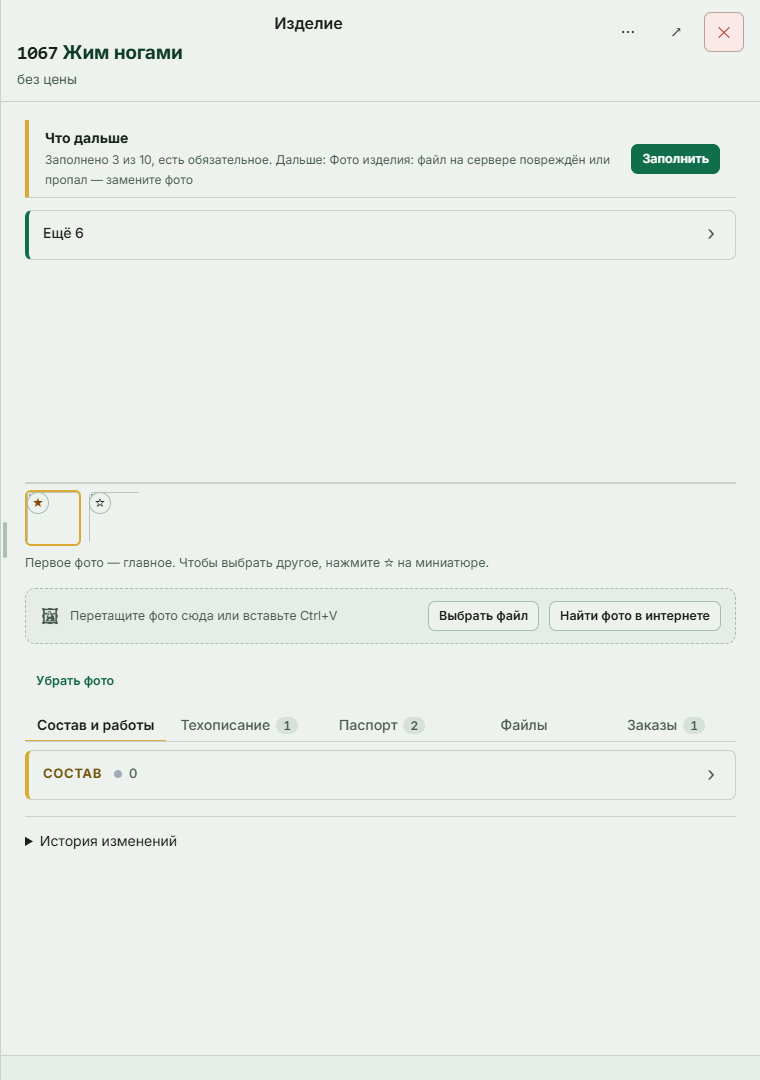 Изделие
1067 Жим ногами
без цены
Что дальше
Заполнено 3 из 10, есть обязательное. Дальше: Фото изделия: файл на сервере повреждён или
пропал — замените фото
Заполнить
Ещё 6
Первое фото — главное. Чтобы выбрать другое, нажмите ☆ на миниатюре.
Перетащите фото сюда или вставьте Ctrl+V
Выбрать файл
Найти фото в интернете
Убрать фото
Состав и работы
Техописание 1
Паспорт 2
Файлы
Заказы 1
СОСТАВ 0
История изменений